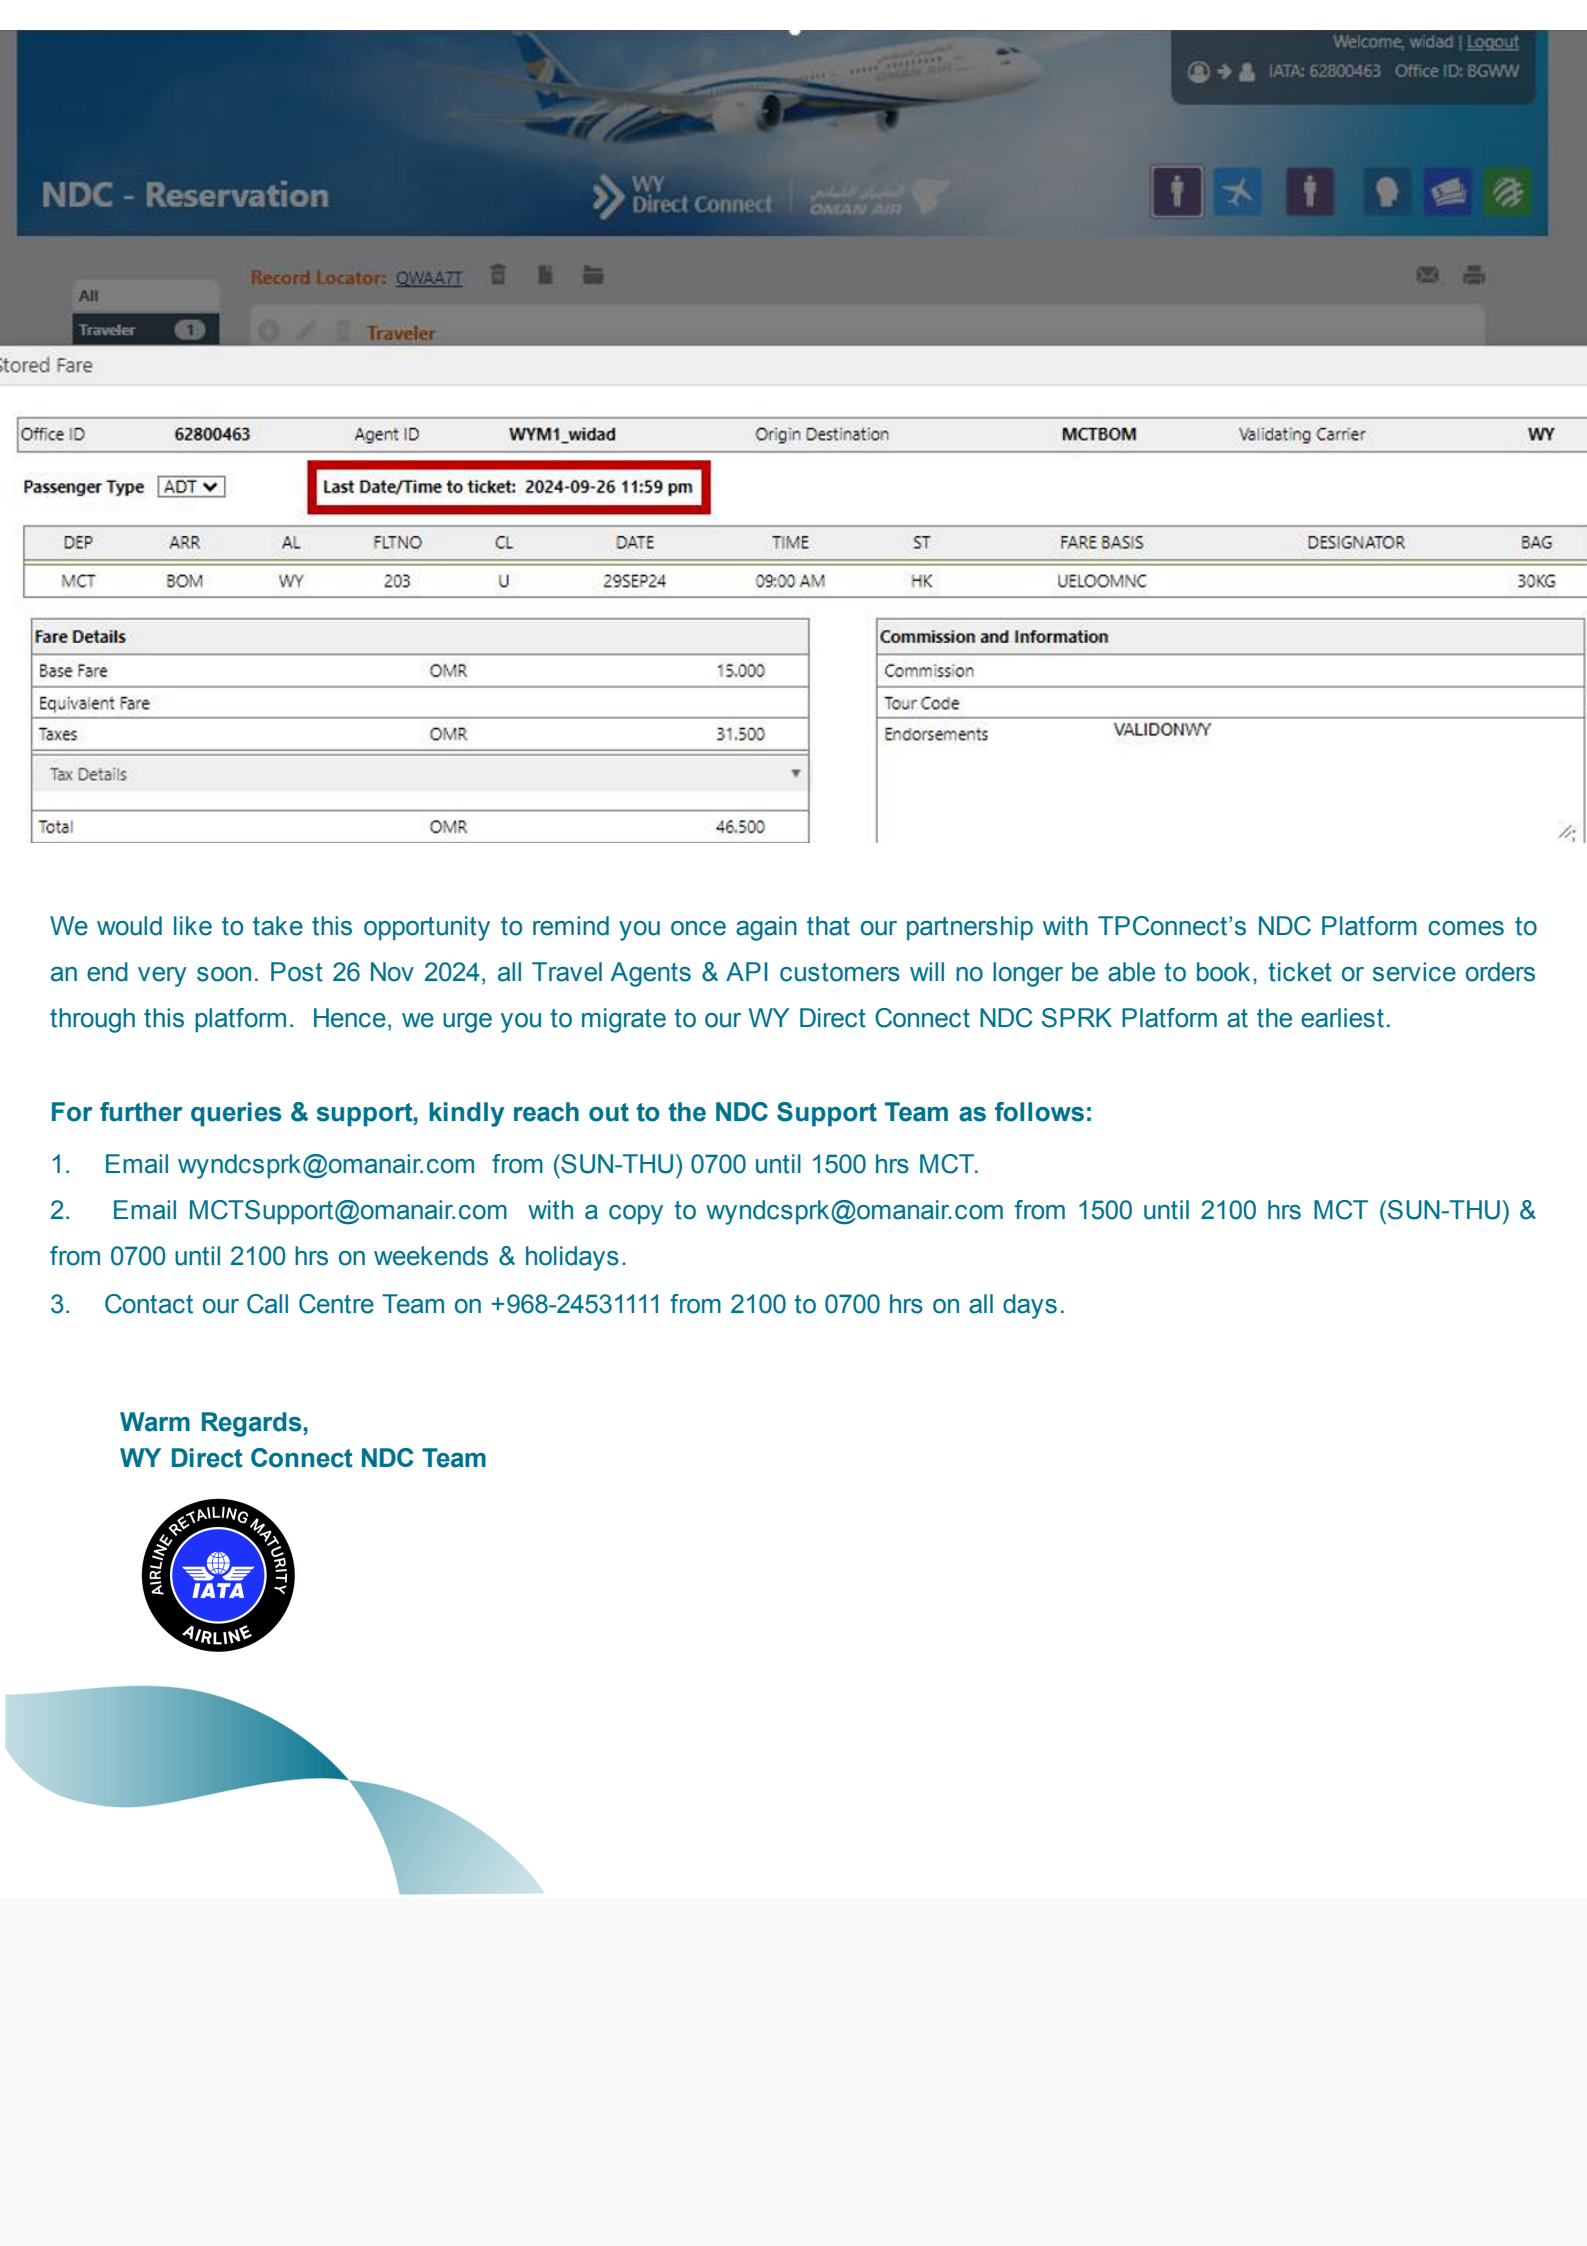 Welcome, widad | Logout
IATA: 62800463 Office ID: BGWW
OMAN AIR
NDC - Reservation
WY
Direct Connect
الطيران العماني
OMAN AIR
Record Locator: QWAA7T
All
Traveler 1
Traveler
Stored Fare
Office ID 62800463 Agent ID WYM1_widad Origin Destination MCTBOM Validating Carrier WY
Passenger Type ADT Last Date/Time to ticket: 2024-09-26 11:59 pm
DEP ARR AL FLTNO CL DATE TIME ST FARE BASIS DESIGNATOR BAG
MCT BOM WY 203 U 29SEP24 09:00 AM HK UELOOMNC 30KG
Fare Details
Base Fare OMR 15.000
Equivalent Fare
Taxes OMR 31.500
Tax Details
Total OMR 46.500
Commission and Information
Commission
Tour Code
Endorsements VALIDONWY
We would like to take this opportunity to remind you once again that our partnership with TPConnect’s NDC Platform comes to
an end very soon. Post 26 Nov 2024, all Travel Agents & API customers will no longer be able to book, ticket or service orders
through this platform. Hence, we urge you to migrate to our WY Direct Connect NDC SPRK Platform at the earliest.
For further queries & support, kindly reach out to the NDC Support Team as follows:
1. Email wyndcsprk@omanair.com from (SUN-THU) 0700 until 1500 hrs MCT.
2. Email MCTSupport@omanair.com with a copy to wyndcsprk@omanair.com from 1500 until 2100 hrs MCT (SUN-THU) &
from 0700 until 2100 hrs on weekends & holidays.
3. Contact our Call Centre Team on +968-24531111 from 2100 to 0700 hrs on all days.
Warm Regards,
WY Direct Connect NDC Team
AIRLINE RETAILING MATURITY
IATA
AIRLINE